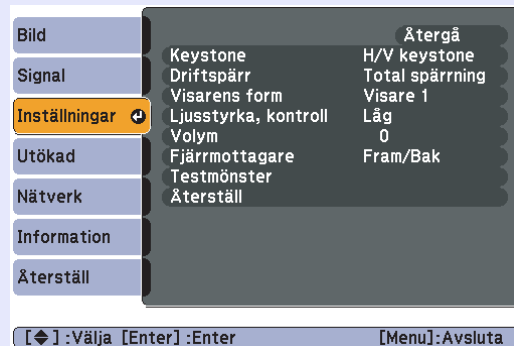 Bild
Signal
Inställningar
Utökad
Nätverk
Information
Återställ
Återgå
Keystone H/V keystone
Driftspärr Total spärrning
Visarens form Visare 1
Ljusstyrka, kontroll Låg
Volym 0
Fjärrmottagare Fram/Bak
Testmönster
Återställ
[◆] :Välja [Enter] :Enter [Menu]:Avsluta